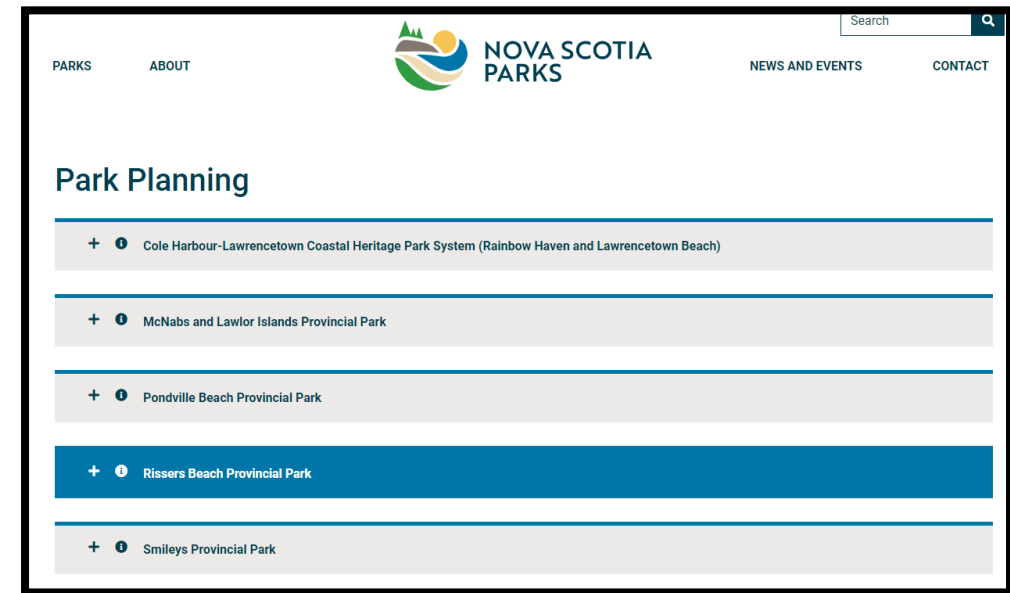 Search
PARKS
ABOUT
NOVA SCOTIA
PARKS
NEWS AND EVENTS
CONTACT
Park Planning
+ Cole Harbour-Lawrencetown Coastal Heritage Park System (Rainbow Haven and Lawrencetown Beach)
+ McNabs and Lawlor Islands Provincial Park
+ Pondville Beach Provincial Park
+ Rissers Beach Provincial Park
+ Smileys Provincial Park